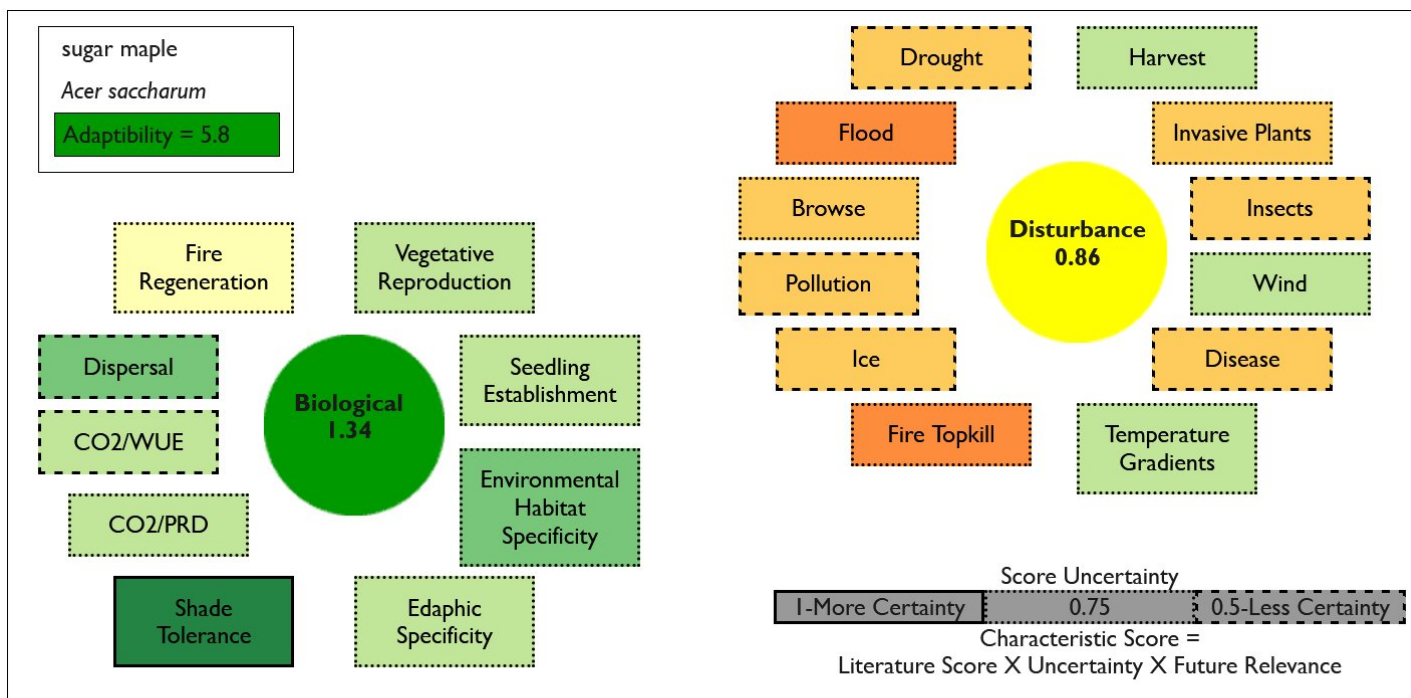 sugar maple
Acer saccharum
Adaptibility = 5.8
Fire
Regeneration
Vegetative
Reproduction
Dispersal
Seedling
Establishment
Biological
1.34
CO2/WUE
Environmental
Habitat
Specificity
CO2/PRD
Shade
Tolerance
Edaphic
Specificity
Drought
Harvest
Flood
Invasive Plants
Browse
Insects
Disturbance
0.86
Pollution
Wind
Ice
Disease
Fire Topkill
Temperature
Gradients
Score Uncertainty
1-More Certainty
0.75
0.5-Less Certainty
Characteristic Score =
Literature Score X Uncertainty X Future Relevance